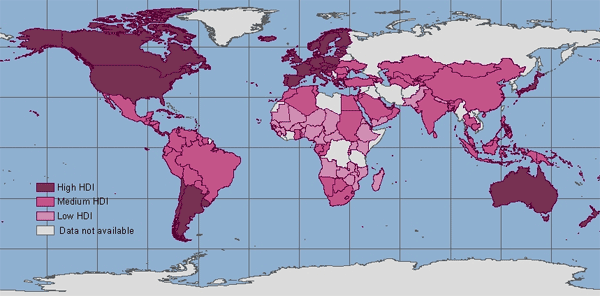 High HDI
Medium HDI
Low HDI
Data not available